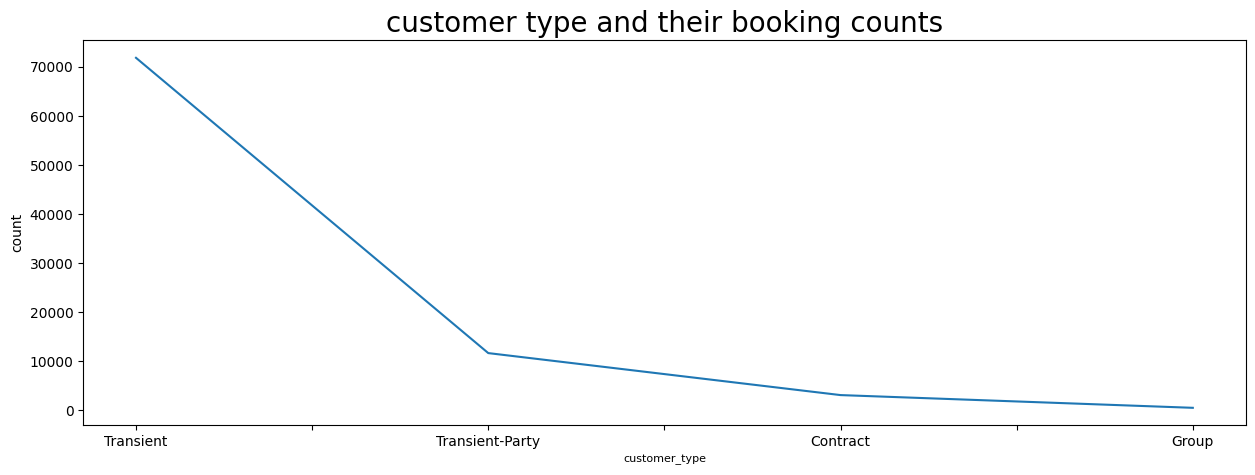 customer type and their booking counts
count
70000
60000
50000
40000
30000
20000
10000
0
Transient Transient-Party Contract Group
customer_type